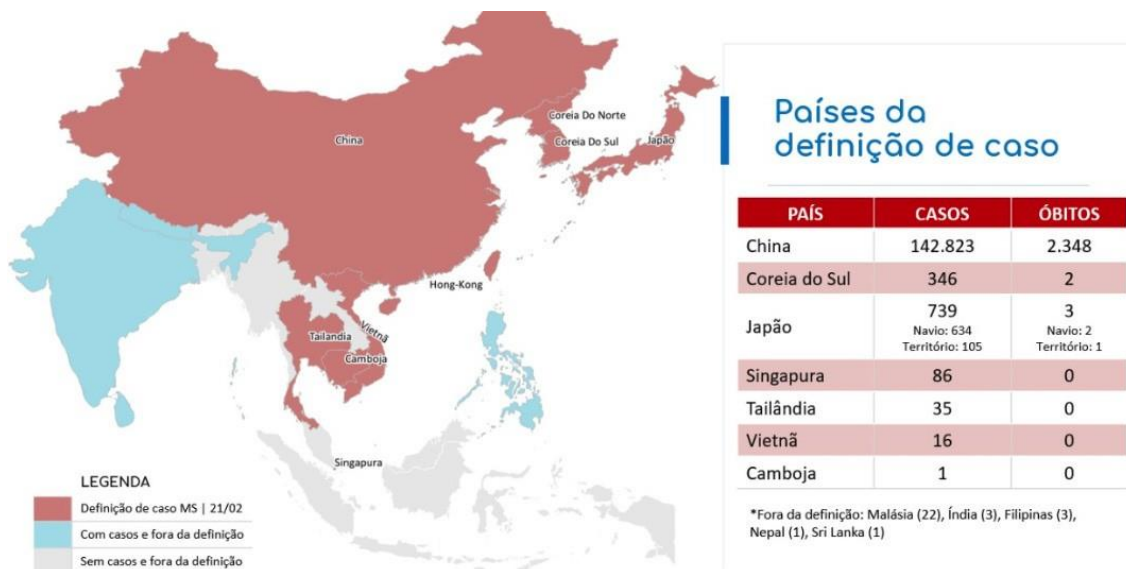 China
Coreia Do Norte
Coreia Do Sul
Japão
Hong-Kong
Vietnã
Tailandia
Camboja
Singapura
LEGENDA
Definição de caso MS | 21/02
Com casos e fora da definição
Sem casos e fora da definição
Países da
definição de caso
PAÍS CASOS ÓBITOS
China 142.823 2.348
Coreia do Sul 346 2
Japão 739 3
Navio: 634 Navio: 2
Território: 105 Território: 1
Singapura 86 0
Tailândia 35 0
Vietnã 16 0
Camboja 1 0
*Fora da definição: Malásia (22), Índia (3), Filipinas (3),
Nepal (1), Sri Lanka (1)